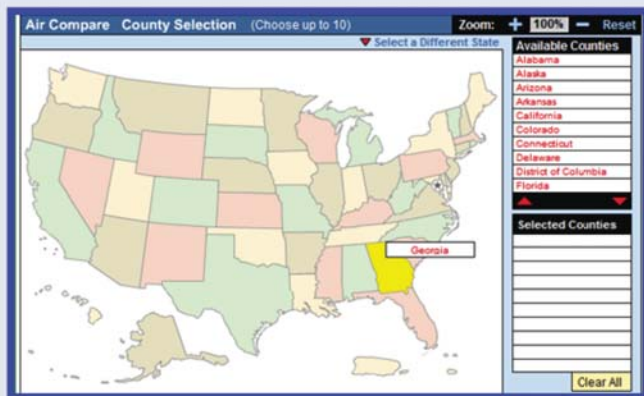 Air Compare County Selection (Choose up to 10) Zoom: + 100% − Reset
Select a Different State
Available Counties
Alabama
Alaska
Arizona
Arkansas
California
Colorado
Connecticut
Delaware
District of Columbia
Florida
Georgia
Selected Counties
Clear All